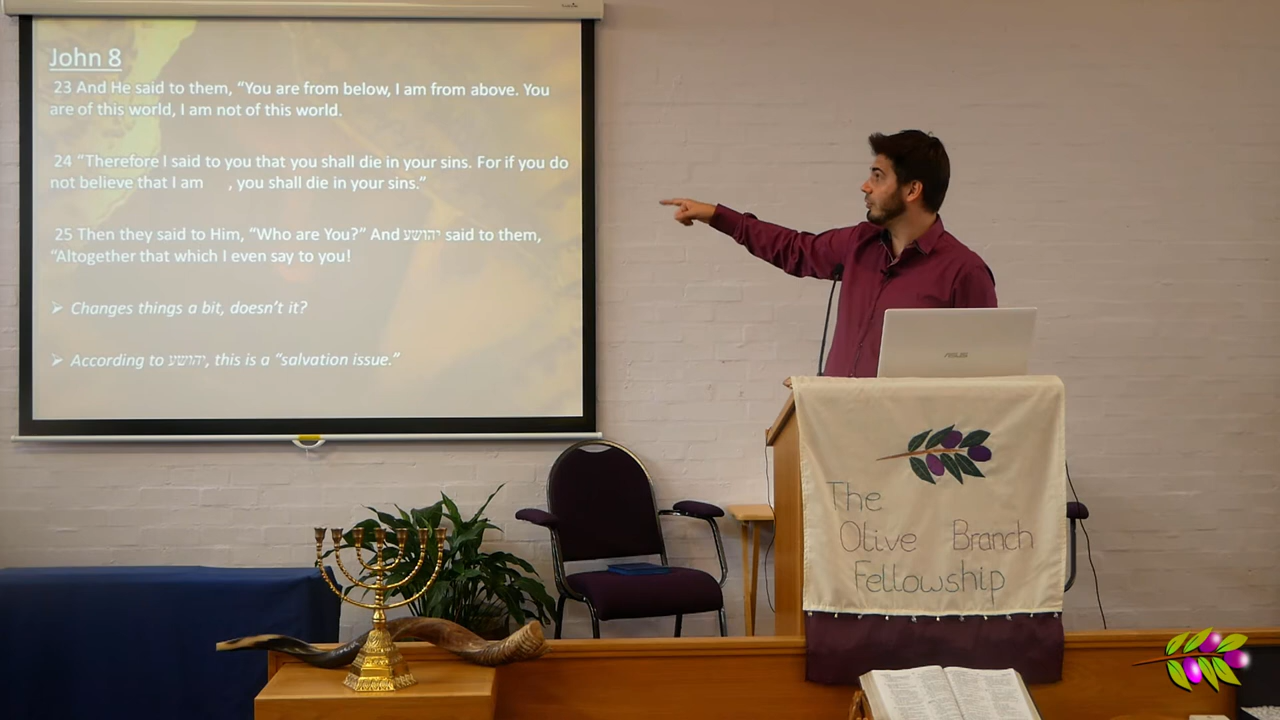 John 8
23 And He said to them, “You are from below, I am from above. You
are of this world, I am not of this world.
24 “Therefore I said to you that you shall die in your sins. For if you do
not believe that I am , you shall die in your sins.”
25 Then they said to Him, “Who are You?” And יהושע said to them,
“Altogether that which I even say to you!
➢ Changes things a bit, doesn’t it?
➢ According to יהושע, this is a “salvation issue.”
ASUS
The
Olive Branch
Fellowship